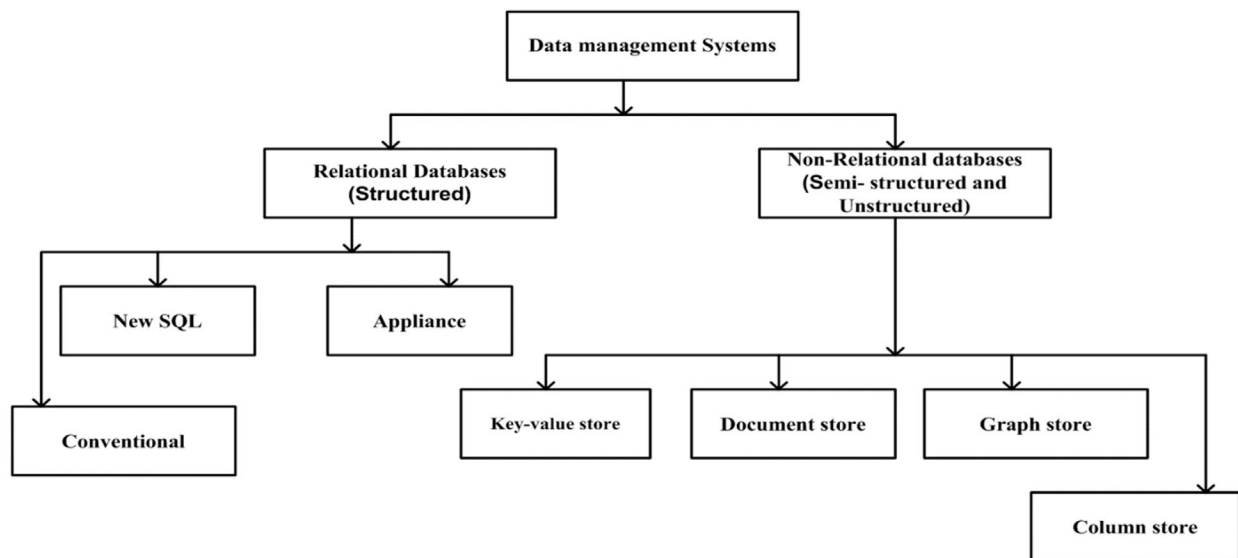 Data management Systems
Relational Databases
(Structured)
Non-Relational databases
(Semi- structured and
Unstructured)
New SQL
Appliance
Conventional
Key-value store
Document store
Graph store
Column store